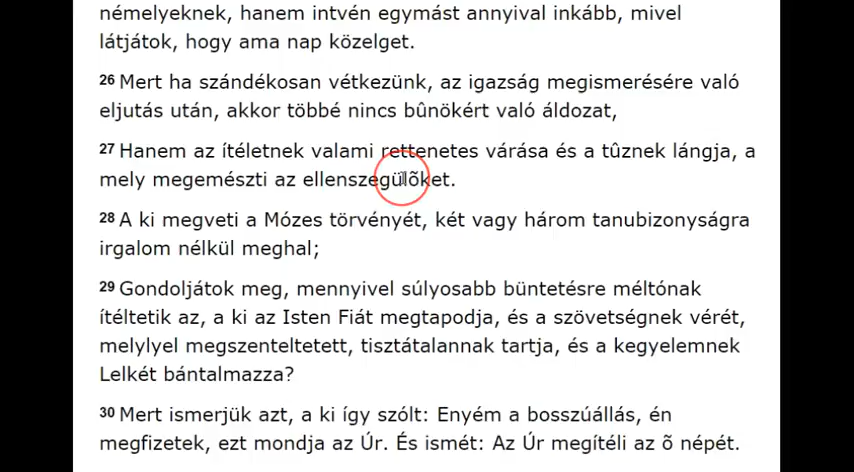 némelyeknek, hanem intvén egymást annyival inkább, mivel
látjátok, hogy ama nap közelget.
26 Mert ha szándékosan vétkezünk, az igazság megismerésére való
eljutás után, akkor többé nincs bûnökért való áldozat,
27 Hanem az ítéletnek valami rettenetes várása és a tûznek lángja, a
mely megemészti az ellenszegülõket.
28 A ki megveti a Mózes törvényét, két vagy három tanubizonyságra
irgalom nélkül meghal;
29 Gondoljátok meg, mennyivel súlyosabb büntetésre méltónak
ítéltetik az, a ki az Isten Fiát megtapodja, és a szövetségnek vérét,
melylyel megszenteltetett, tisztátalannak tartja, és a kegyelemnek
Lelkét bántalmazza?
30 Mert ismerjük azt, a ki így szólt: Enyém a bosszúállás, én
megfizetek, ezt mondja az Úr. És ismét: Az Úr megítéli az õ népét.